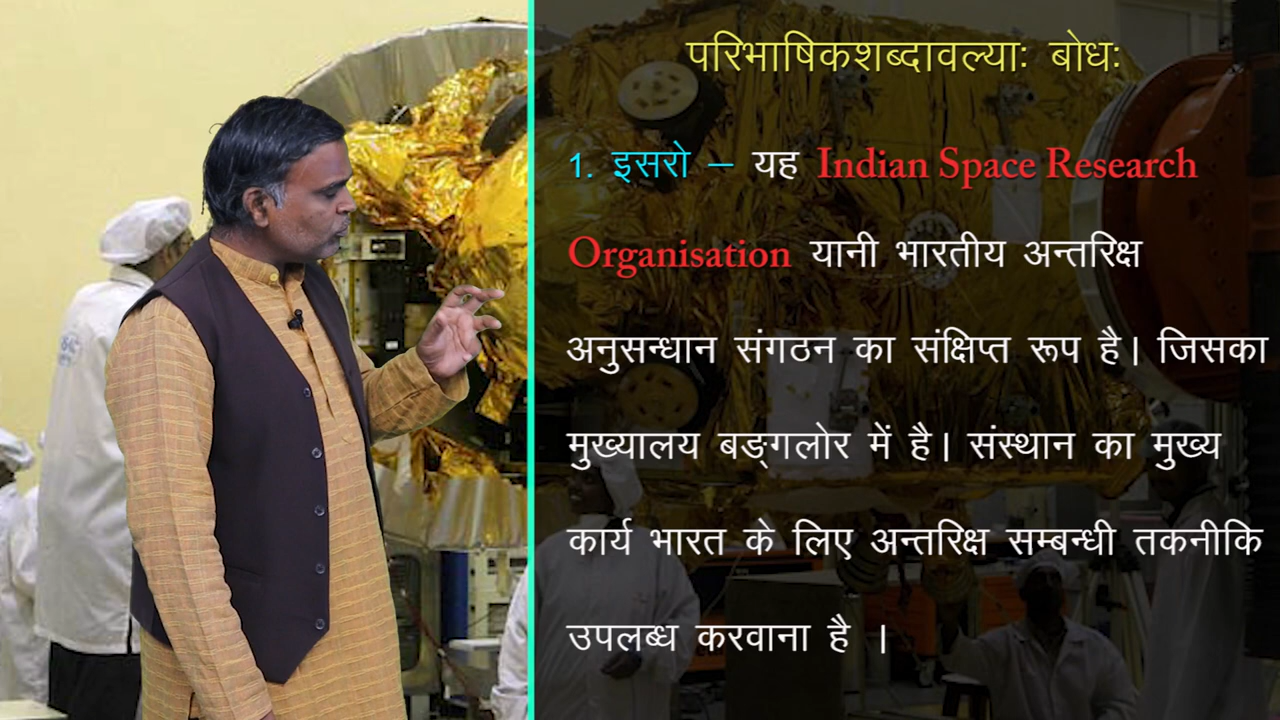 परिभाषिकशब्दावल्याः बोधः
1. इसरो – यह Indian Space Research
Organisation यानी भारतीय अन्तरिक्ष
अनुसन्धान संगठन का संक्षिप्त रूप है। जिसका
मुख्यालय बङ्गलोर में है। संस्थान का मुख्य
कार्य भारत के लिए अन्तरिक्ष सम्बन्धी तकनीकि
उपलब्ध करवाना है ।